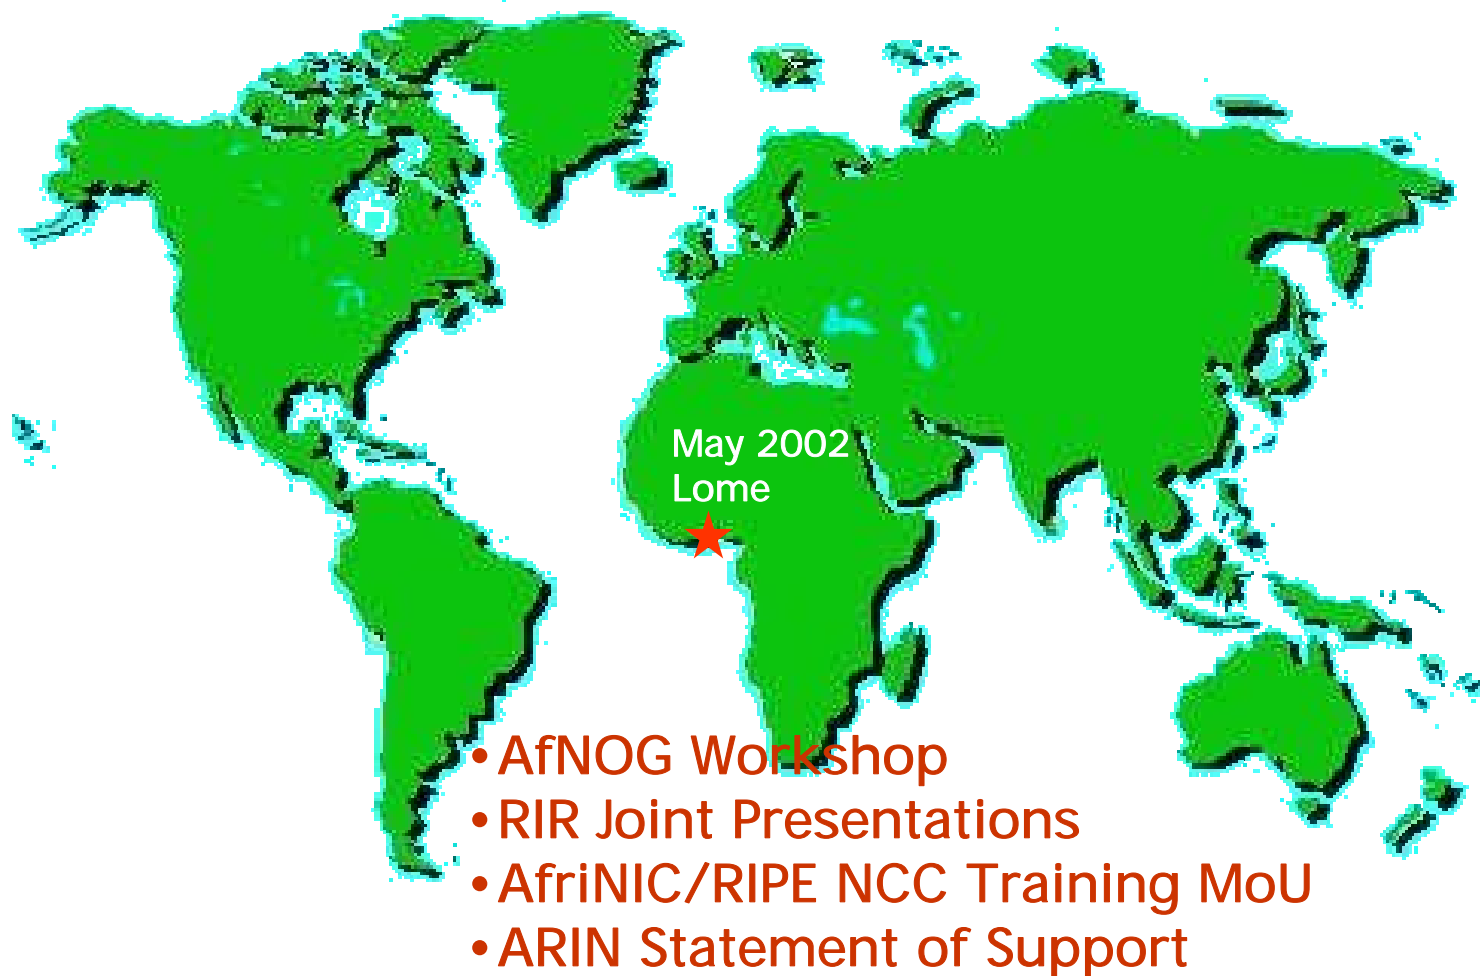 May 2002
Lome
•AfNOG Workshop
•RIR Joint Presentations
•AfriNIC/RIPE NCC Training MoU
•ARIN Statement of Support